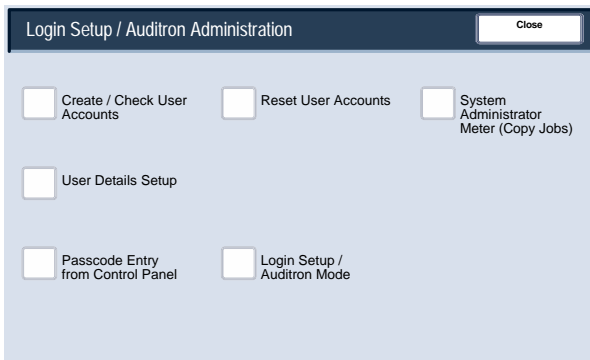 Login Setup / Auditron Administration
Close
Create / Check User
Accounts
Reset User Accounts
System
Administrator
Meter (Copy Jobs)
User Details Setup
Passcode Entry
from Control Panel
Login Setup /
Auditron Mode